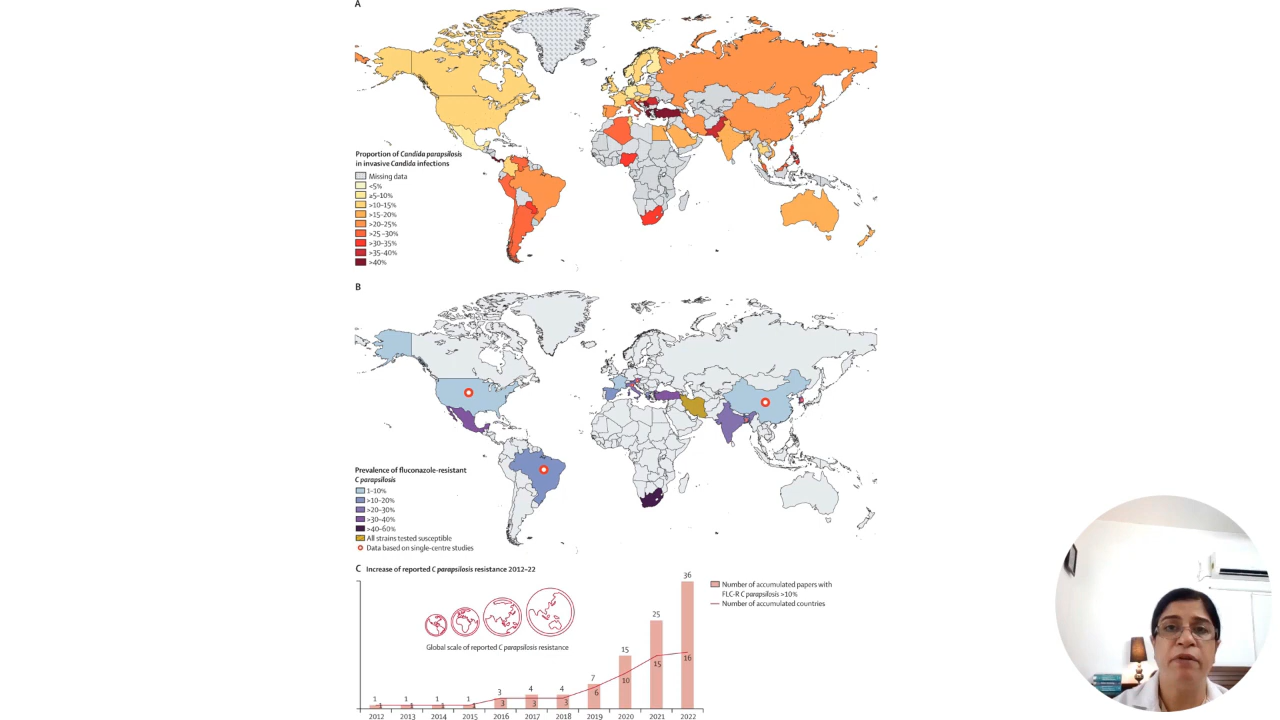 A
Proportion of Candida parapsilosis
in invasive Candida infections
Missing data
<5%
≥5–10%
>10–15%
>15–20%
>20–25%
>25–30%
>30–35%
>35–40%
>40%
B
Prevalence of fluconazole-resistant
C parapsilosis
1–10%
>10–20%
>20–30%
>30–40%
>40–60%
All strains tested susceptible
Data based on single-centre studies
C Increase of reported C parapsilosis resistance 2012–22
Number of accumulated papers with
FLC-R C parapsilosis >10%
Number of accumulated countries
Global scale of reported C parapsilosis resistance
1 1 1 1 3 4 4 7 15 25 36
1 1 1 1 3 3 3 6 10 15 16
2012 2013 2014 2015 2016 2017 2018 2019 2020 2021 2022